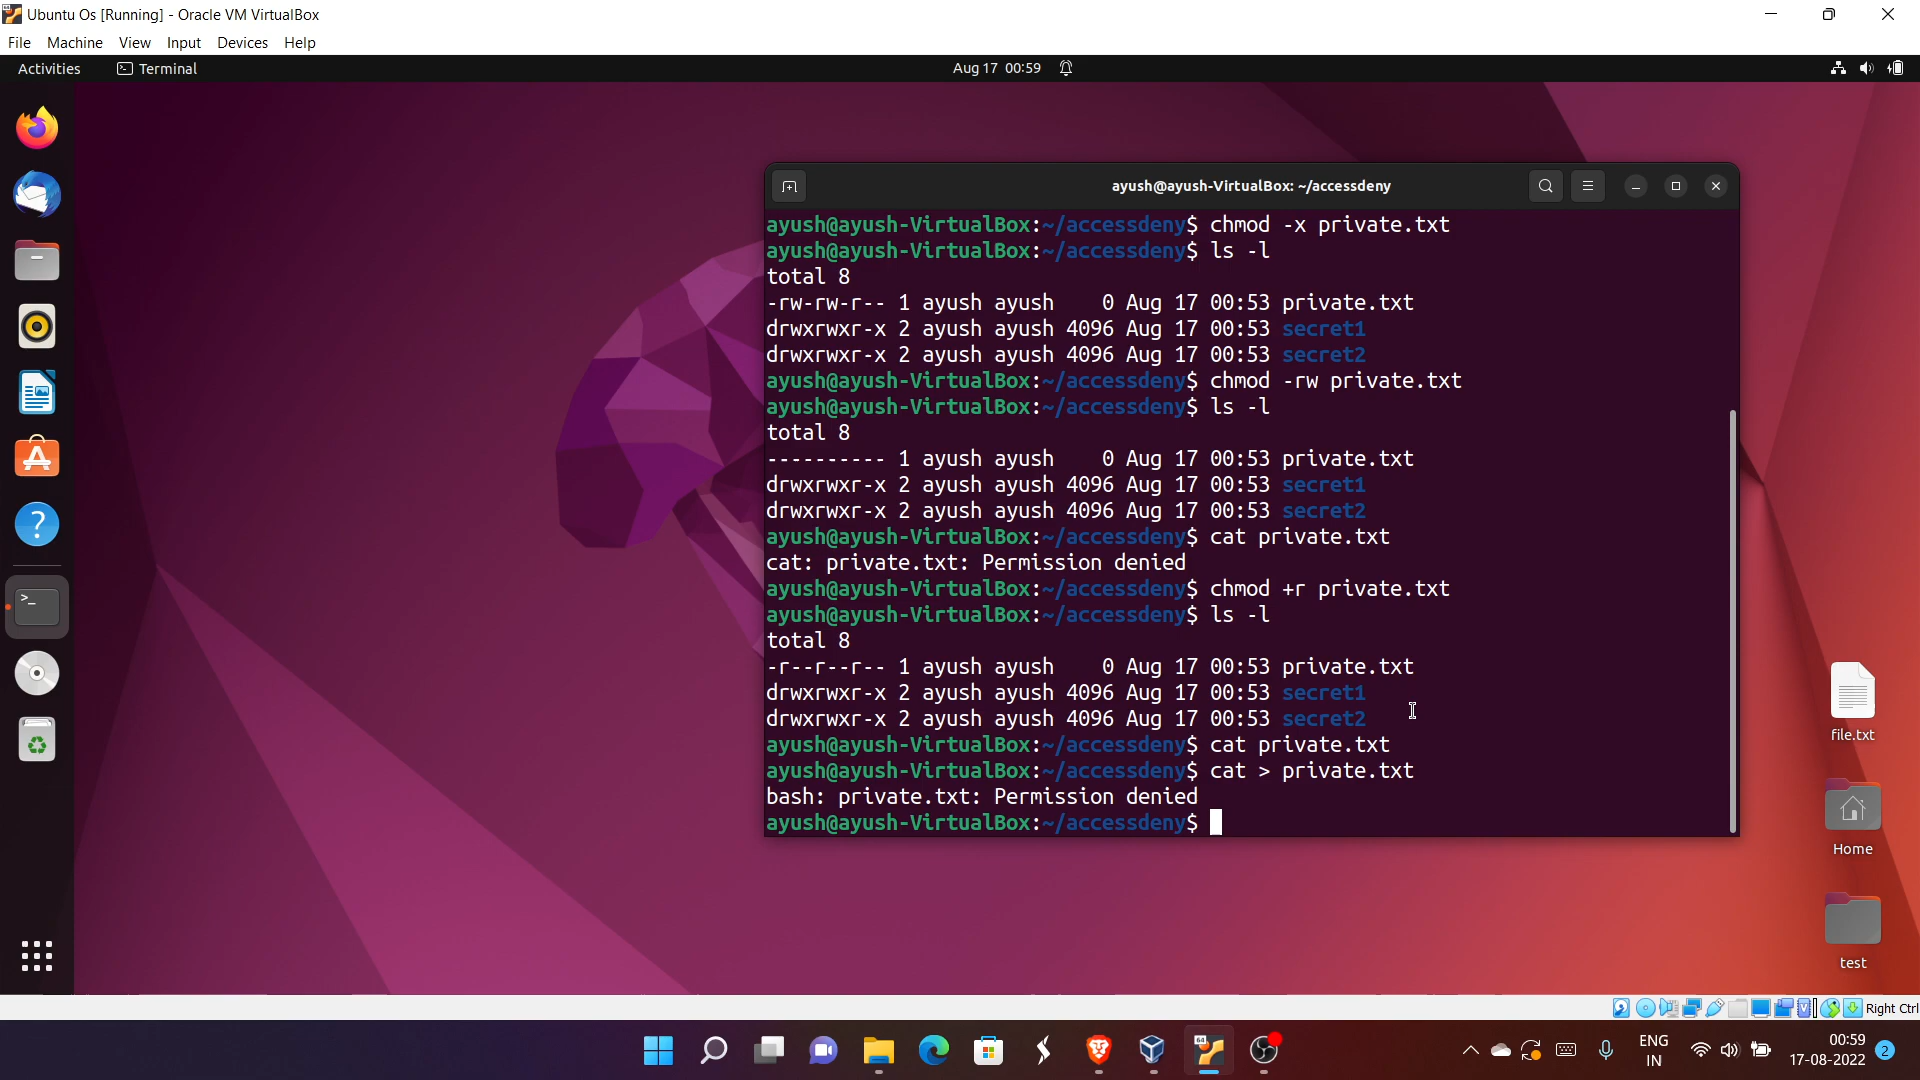 Ubuntu Os [Running] - Oracle VM VirtualBox
File Machine View Input Devices Help
Activities Terminal Aug 17 00:59
ayush@ayush-VirtualBox: ~/accessdeny
ayush@ayush-VirtualBox:~/accessdeny$ chmod -x private.txt
ayush@ayush-VirtualBox:~/accessdeny$ ls -l
total 8
-rw-rw-r-- 1 ayush ayush    0 Aug 17 00:53 private.txt
drwxrwxr-x 2 ayush ayush 4096 Aug 17 00:53 secret1
drwxrwxr-x 2 ayush ayush 4096 Aug 17 00:53 secret2
ayush@ayush-VirtualBox:~/accessdeny$ chmod -rw private.txt
ayush@ayush-VirtualBox:~/accessdeny$ ls -l
total 8
---------- 1 ayush ayush    0 Aug 17 00:53 private.txt
drwxrwxr-x 2 ayush ayush 4096 Aug 17 00:53 secret1
drwxrwxr-x 2 ayush ayush 4096 Aug 17 00:53 secret2
ayush@ayush-VirtualBox:~/accessdeny$ cat private.txt
cat: private.txt: Permission denied
ayush@ayush-VirtualBox:~/accessdeny$ chmod +r private.txt
ayush@ayush-VirtualBox:~/accessdeny$ ls -l
total 8
-r--r--r-- 1 ayush ayush    0 Aug 17 00:53 private.txt
drwxrwxr-x 2 ayush ayush 4096 Aug 17 00:53 secret1
drwxrwxr-x 2 ayush ayush 4096 Aug 17 00:53 secret2
ayush@ayush-VirtualBox:~/accessdeny$ cat private.txt
ayush@ayush-VirtualBox:~/accessdeny$ cat > private.txt
bash: private.txt: Permission denied
ayush@ayush-VirtualBox:~/accessdeny$
file.txt
Home
test
Right Ctrl
ENG
IN
00:59
17-08-2022
2